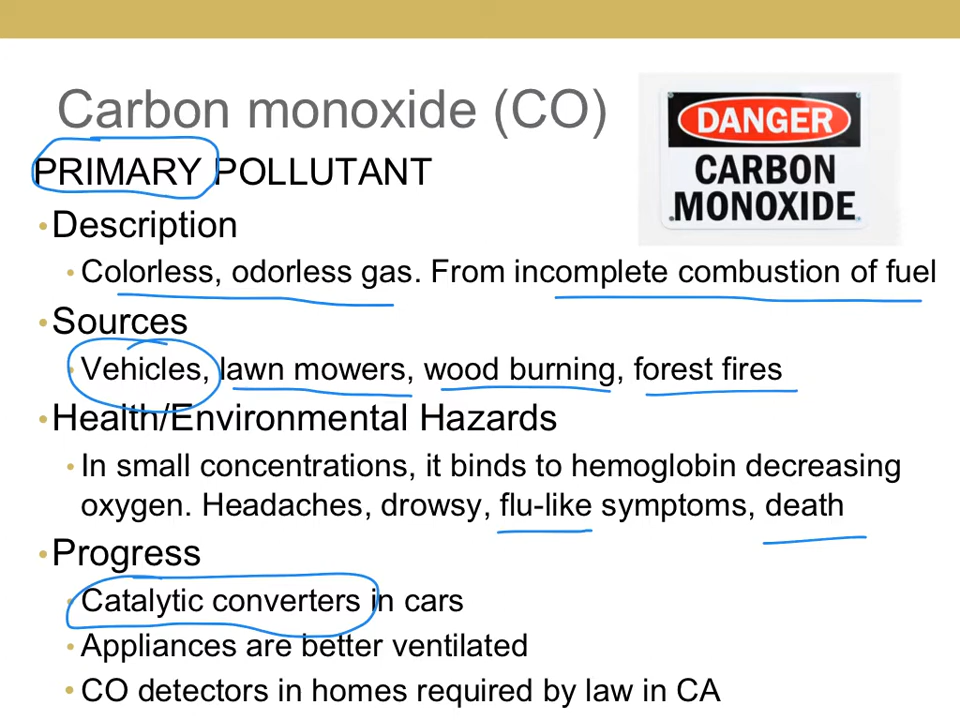 Carbon monoxide (CO)
DANGER
CARBON
MONOXIDE
PRIMARY POLLUTANT
•Description
•Colorless, odorless gas. From incomplete combustion of fuel
•Sources
•Vehicles, lawn mowers, wood burning, forest fires
•Health/Environmental Hazards
•In small concentrations, it binds to hemoglobin decreasing
oxygen. Headaches, drowsy, flu-like symptoms, death
•Progress
•Catalytic converters in cars
•Appliances are better ventilated
•CO detectors in homes required by law in CA